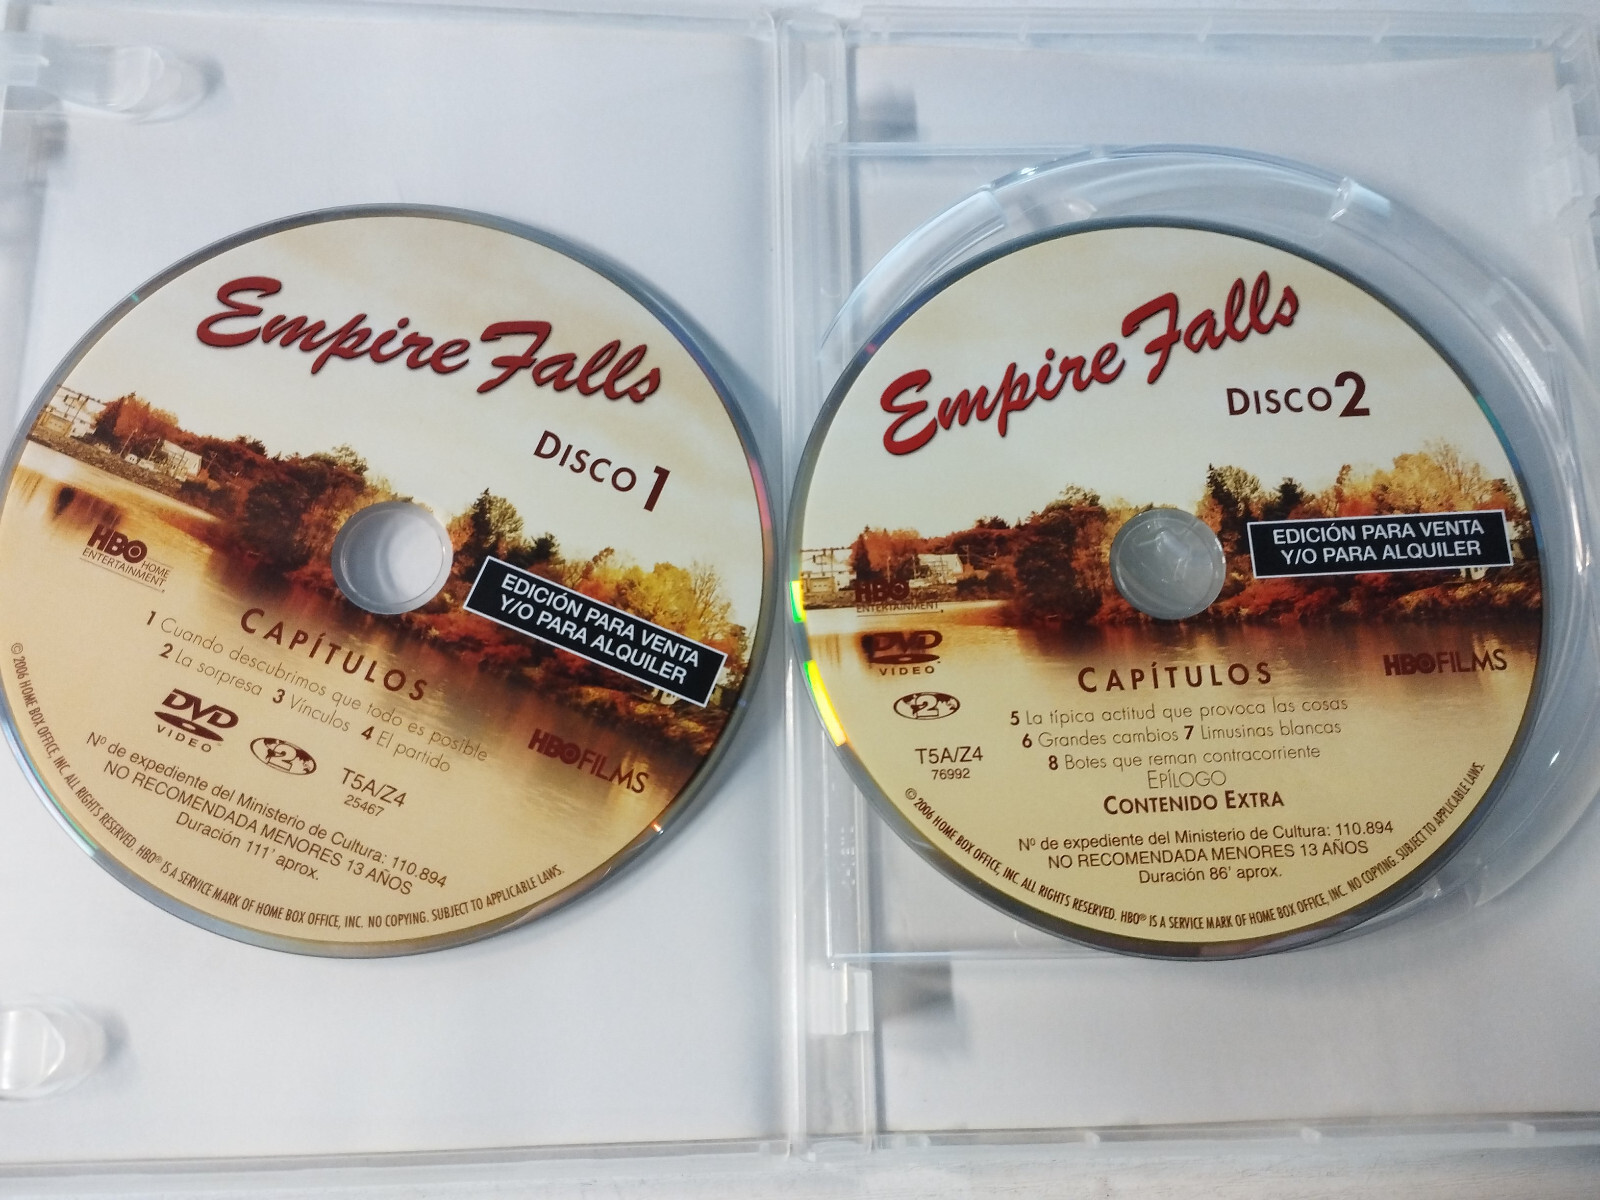 Empire Falls
DISCO 1
HBO HOME
ENTERTAINMENT.
EDICIÓN PARA VENTA
Y/O PARA ALQUILER
CAPÍTULOS
1 Cuando descubrimos que todo es posible
2 La sorpresa 3 Vínculos 4 El partido
DVD
VIDEO
2
T5A/Z4
25467
HBO FILMS
Nº de expediente del Ministerio de Cultura: 110.894
NO RECOMENDADA MENORES 13 AÑOS
Duración 111' aprox.
© 2006 HOME BOX OFFICE, INC. ALL RIGHTS RESERVED. HBO® IS A SERVICE MARK OF HOME BOX OFFICE, INC. NO COPYING. SUBJECT TO APPLICABLE LAWS.
Empire Falls
DISCO 2
EDICIÓN PARA VENTA
Y/O PARA ALQUILER
HBO HOME
ENTERTAINMENT.
DVD
VIDEO
2
T5A/Z4
76992
CAPÍTULOS
HBO FILMS
5 La típica actitud que provoca las cosas
6 Grandes cambios 7 Limusinas blancas
8 Botes que reman contracorriente
EPÍLOGO
CONTENIDO EXTRA
Nº de expediente del Ministerio de Cultura: 110.894
NO RECOMENDADA MENORES 13 AÑOS
Duración 86' aprox.
© 2006 HOME BOX OFFICE, INC. ALL RIGHTS RESERVED. HBO® IS A SERVICE MARK OF HOME BOX OFFICE, INC. NO COPYING. SUBJECT TO APPLICABLE LAWS.